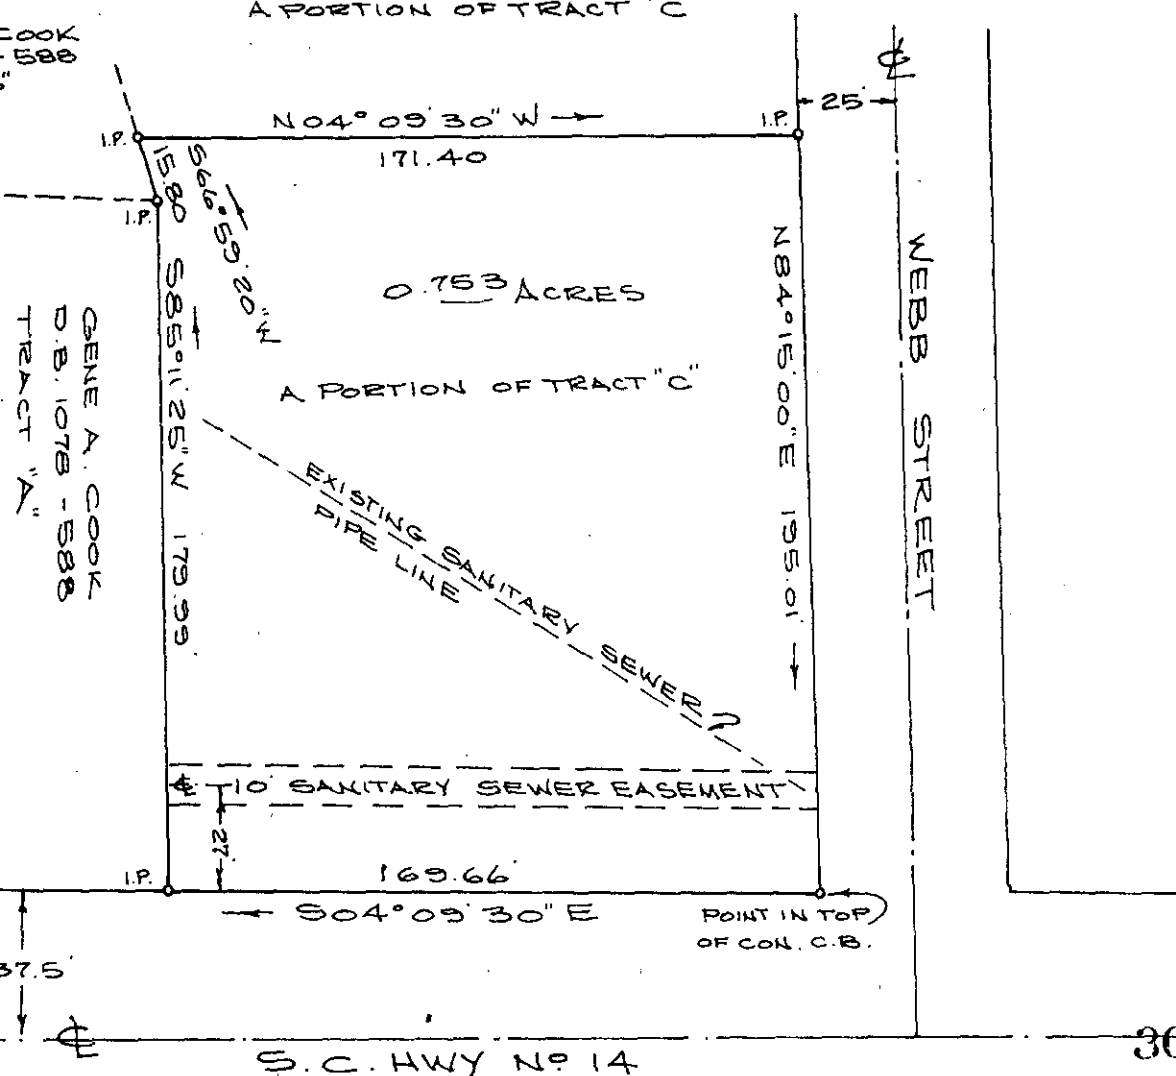 A PORTION OF TRACT C
COOK
-588
N04°09'30"W
25'
I.P.
I.P.
171.40
15.80
S66°59'20"W
I.P.
0.753 ACRES
N84°15'00"E 195.01
WEBB STREET
GENE A. COOK
D.B. 1078-588
TRACT "A"
S85°11'25"W 179.99
A PORTION OF TRACT "C"
EXISTING SANITARY SEWER
PIPE LINE
℄ 10' SANITARY SEWER EASEMENT
27'
I.P.
169.66'
S04°09'30"E
POINT IN TOP
OF CON. C.B.
37.5'
℄
S.C. HWY Nº 14